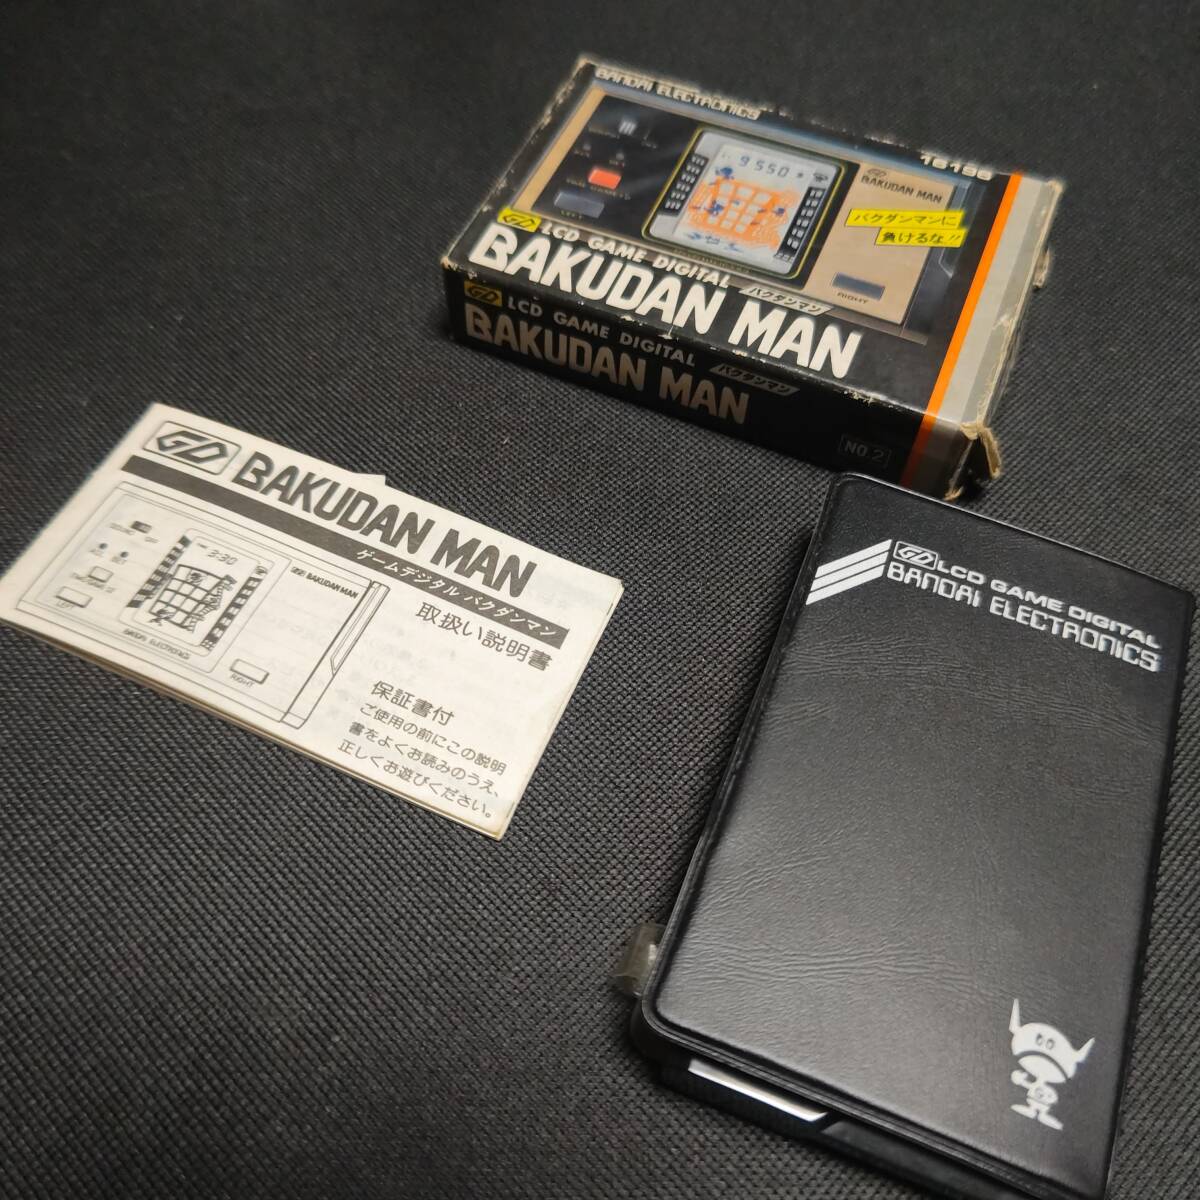 BANDAI ELECTRONICS
16196
9550
GD
BAKUDAN MAN
バクダンマンに
負けるな!!
LEFT
RIGHT
GD LCD GAME DIGITAL
BAKUDAN MAN
バクダンマン
GD LCD GAME DIGITAL
BAKUDAN MAN
バクダンマン
NO.2
GD BAKUDAN MAN
ゲームデジタル バクダンマン
取扱い説明書
3:30
GD BAKUDAN MAN
LEFT
BANDAI ELECTRONICS
RIGHT
保証書付
ご使用の前にこの説明
書をよくお読みのうえ、
正しくお遊びください。
GD LCD GAME DIGITAL
BANDAI ELECTRONICS